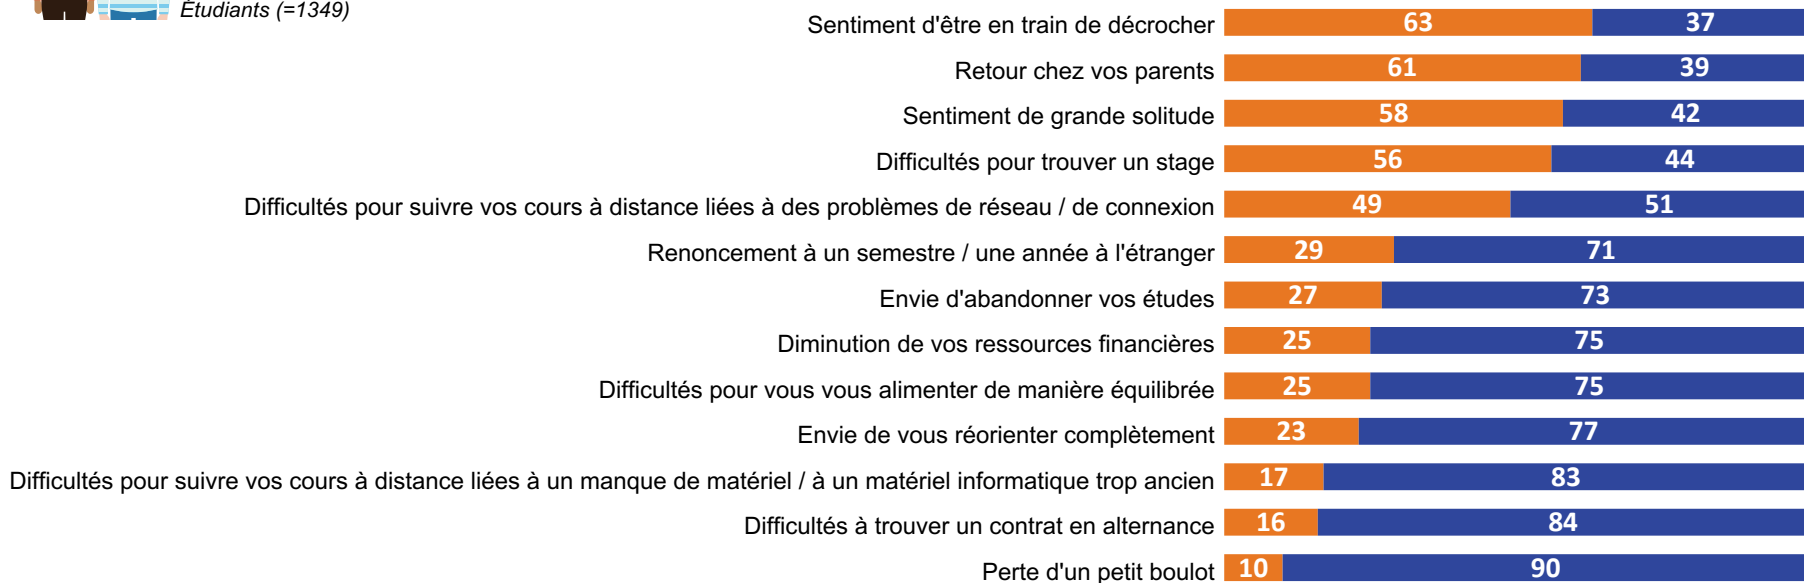 Étudiants (=1349)
Sentiment d'être en train de décrocher 63 37
Retour chez vos parents 61 39
Sentiment de grande solitude 58 42
Difficultés pour trouver un stage 56 44
Difficultés pour suivre vos cours à distance liées à des problèmes de réseau / de connexion 49 51
Renoncement à un semestre / une année à l'étranger 29 71
Envie d'abandonner vos études 27 73
Diminution de vos ressources financières 25 75
Difficultés pour vous vous alimenter de manière équilibrée 25 75
Envie de vous réorienter complètement 23 77
Difficultés pour suivre vos cours à distance liées à un manque de matériel / à un matériel informatique trop ancien 17 83
Difficultés à trouver un contrat en alternance 16 84
Perte d'un petit boulot 10 90